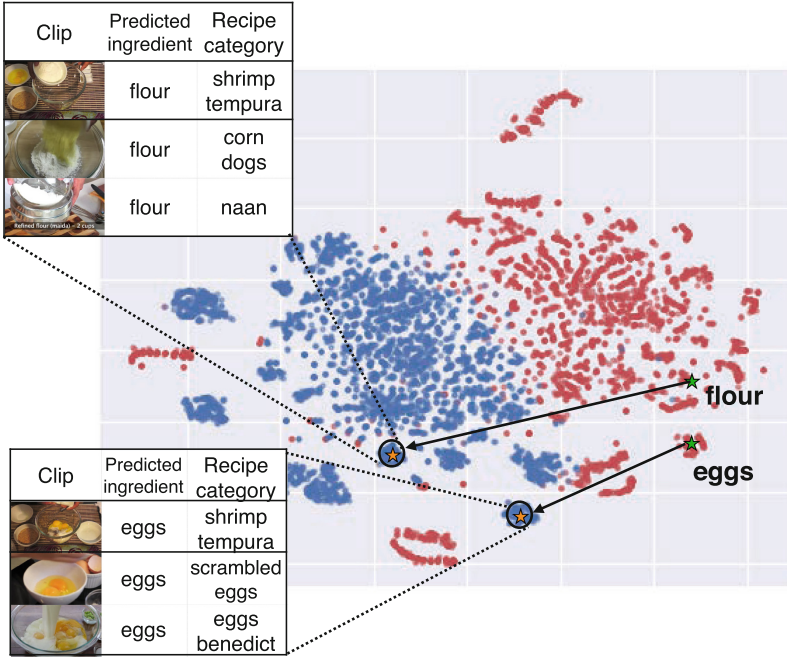 Clip
Predicted
ingredient
Recipe
category
flour
shrimp
tempura
flour
corn
dogs
flour
naan
Refined flour (maida) – 2 cups
flour
eggs
Clip
Predicted
ingredient
Recipe
category
eggs
shrimp
tempura
eggs
scrambled
eggs
eggs
eggs
benedict